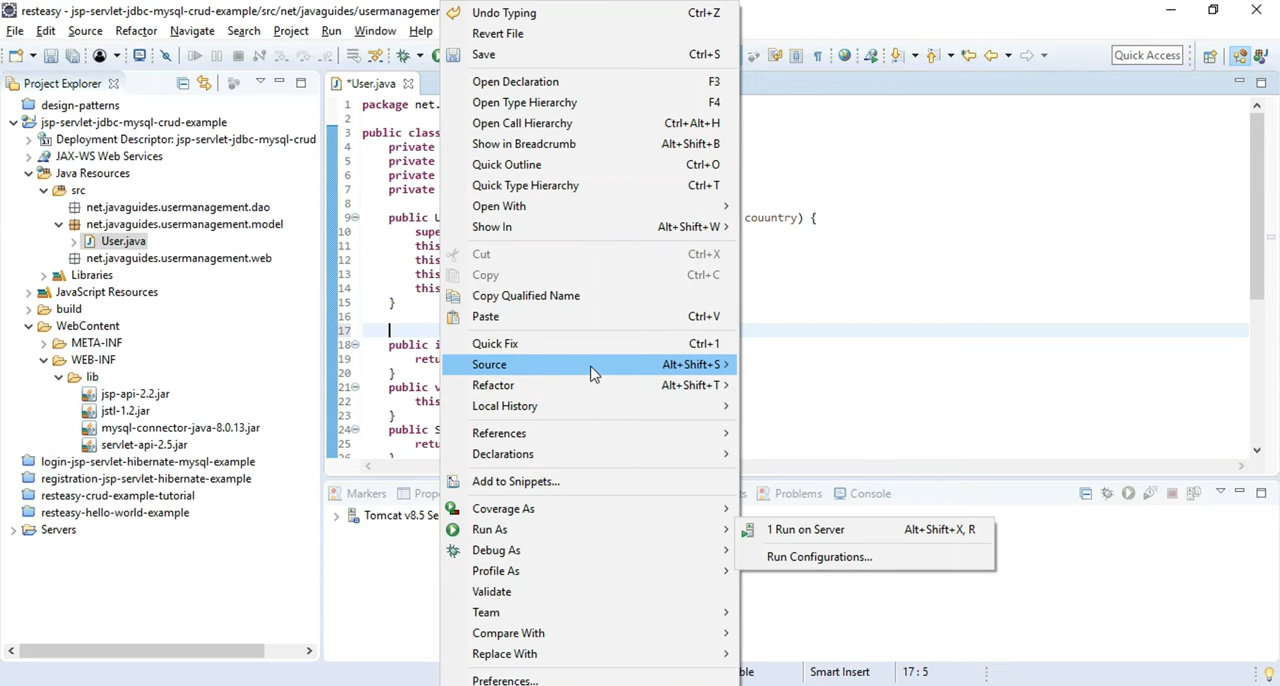 resteasy - jsp-servlet-jdbc-mysql-crud-example/src/net/javaguides/usermanagement
File Edit Source Refactor Navigate Search Project Run Window Help
Quick Access
Project Explorer
design-patterns
jsp-servlet-jdbc-mysql-crud-example
Deployment Descriptor: jsp-servlet-jdbc-mysql-crud
JAX-WS Web Services
Java Resources
src
net.javaguides.usermanagement.dao
net.javaguides.usermanagement.model
User.java
net.javaguides.usermanagement.web
Libraries
JavaScript Resources
build
WebContent
META-INF
WEB-INF
lib
jsp-api-2.2.jar
jstl-1.2.jar
mysql-connector-java-8.0.13.jar
servlet-api-2.5.jar
login-jsp-servlet-hibernate-mysql-example
registration-jsp-servlet-hibernate-example
resteasy-crud-example-tutorial
resteasy-hello-world-example
Servers
*User.java
1 package net.
2
3 public class
4 private
5 private
6 private
7 private
8
9 public U couuntry) {
10 supe
11 this
12 this
13 this
14 this
15 }
16
17
18 public i
19 retu
20 }
21 public v
22 this
23 }
24 public S
25 retu
26 }
Undo Typing Ctrl+Z
Revert File
Save Ctrl+S
Open Declaration F3
Open Type Hierarchy F4
Open Call Hierarchy Ctrl+Alt+H
Show in Breadcrumb Alt+Shift+B
Quick Outline Ctrl+O
Quick Type Hierarchy Ctrl+T
Open With
Show In Alt+Shift+W
Cut Ctrl+X
Copy Ctrl+C
Copy Qualified Name
Paste Ctrl+V
Quick Fix Ctrl+1
Source Alt+Shift+S
Refactor Alt+Shift+T
Local History
References
Declarations
Add to Snippets...
Coverage As
Run As
Debug As
Profile As
Validate
Team
Compare With
Replace With
Preferences...
1 Run on Server Alt+Shift+X, R
Run Configurations...
Markers Prop ts Problems Console
Tomcat v8.5 Se
ble Smart Insert 17 : 5